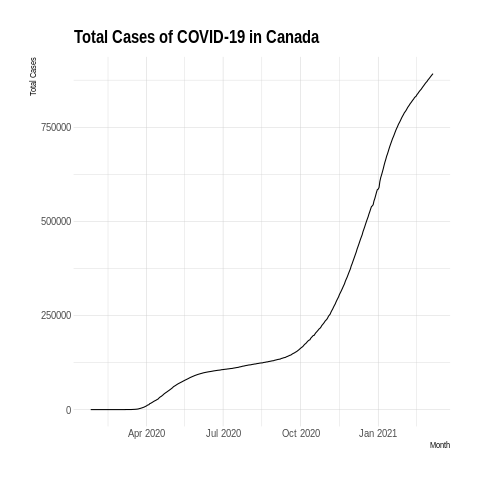 Total Cases of COVID-19 in Canada
Total Cases
750000
500000
250000
0
Apr 2020 Jul 2020 Oct 2020 Jan 2021
Month